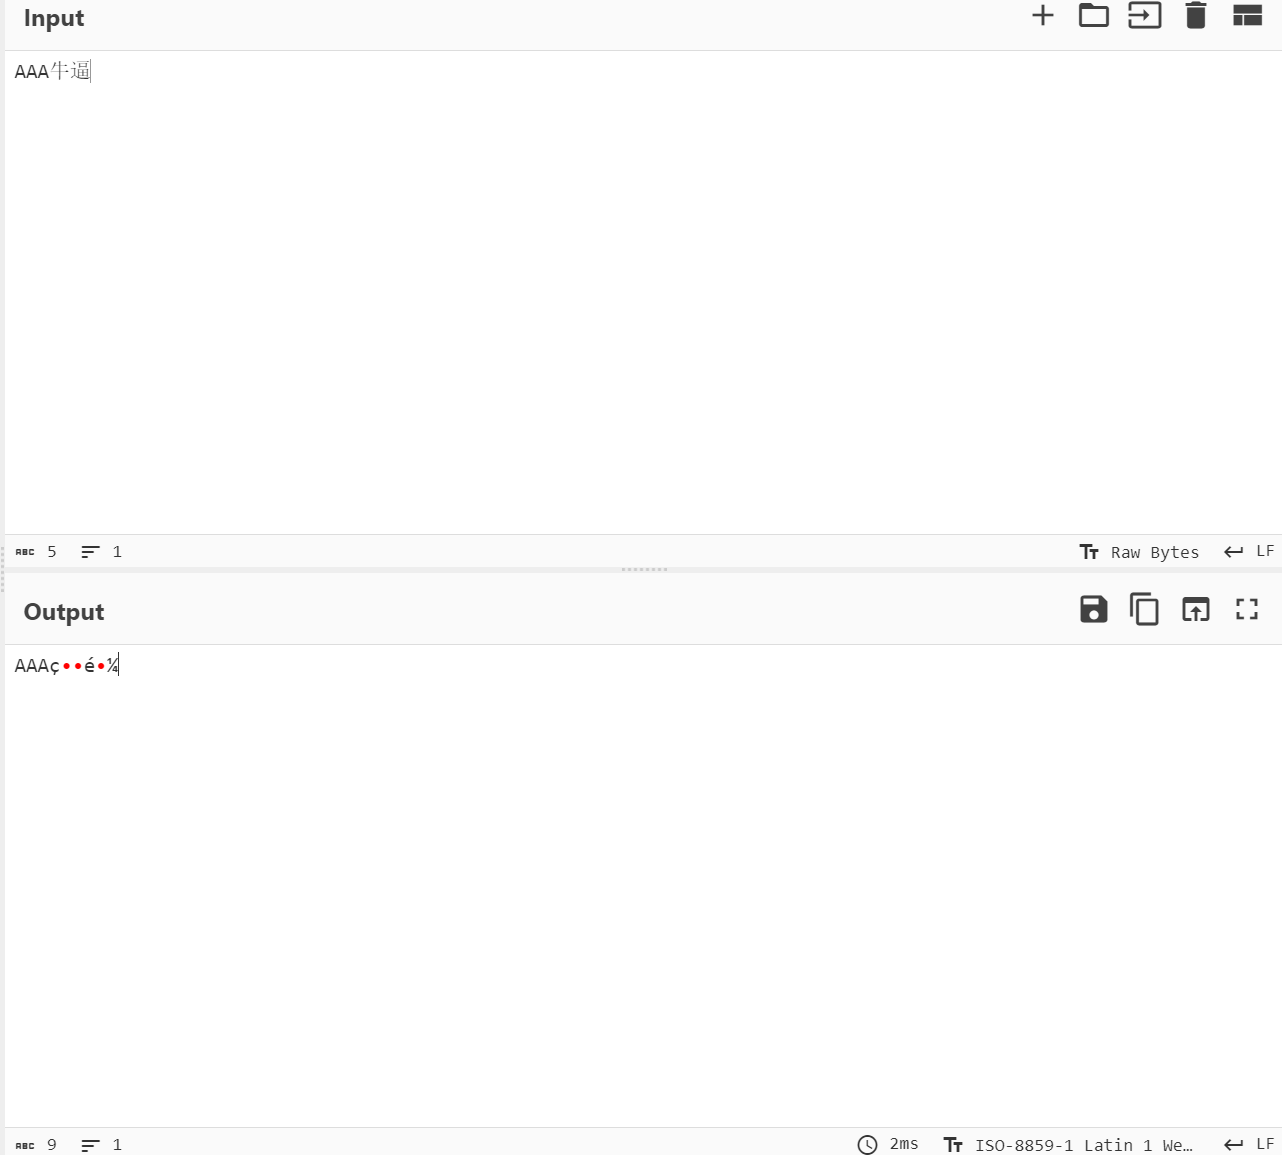 Input
AAA牛逼
ABC 5 1 Raw Bytes LF
Output
AAAç••é•¼
ABC 9 1 2ms ISO-8859-1 Latin 1 We… LF